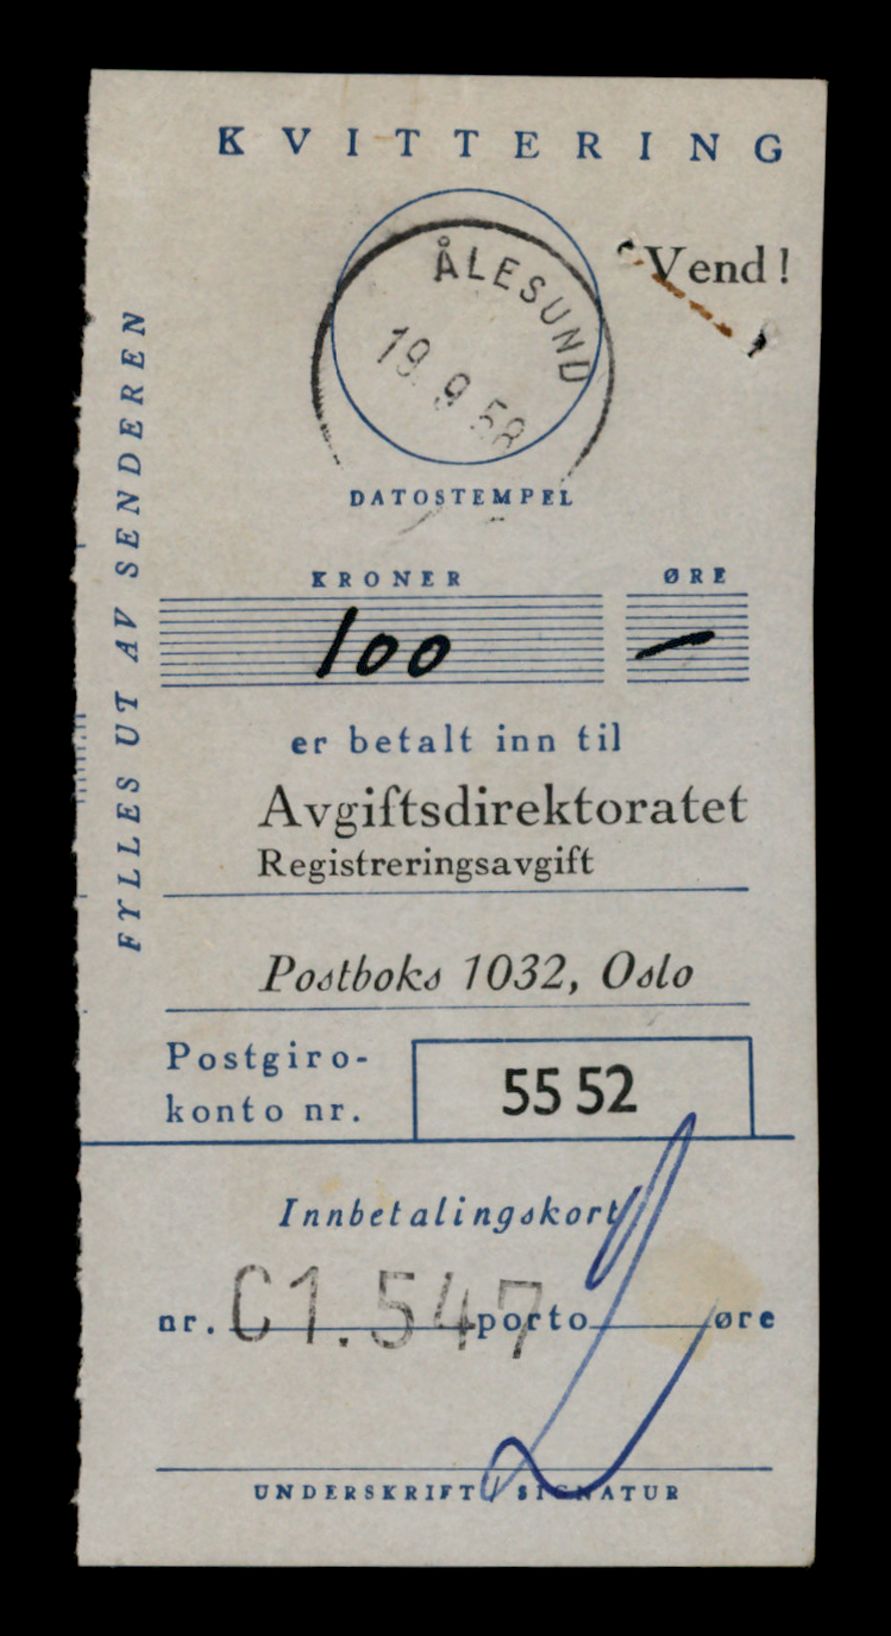 KVITTERING
Vend!
ÅLESUND
19.9.58
DATOSTEMPEL
FYLLES UT AV SENDEREN
KRONER ØRE
100 —
er betalt inn til
Avgiftsdirektoratet
Registreringsavgift
Postboks 1032, Oslo
Postgiro-
konto nr.
55 52
Innbetalingskort
nr. C1.547 porto øre
UNDERSKRIFT / SIGNATUR